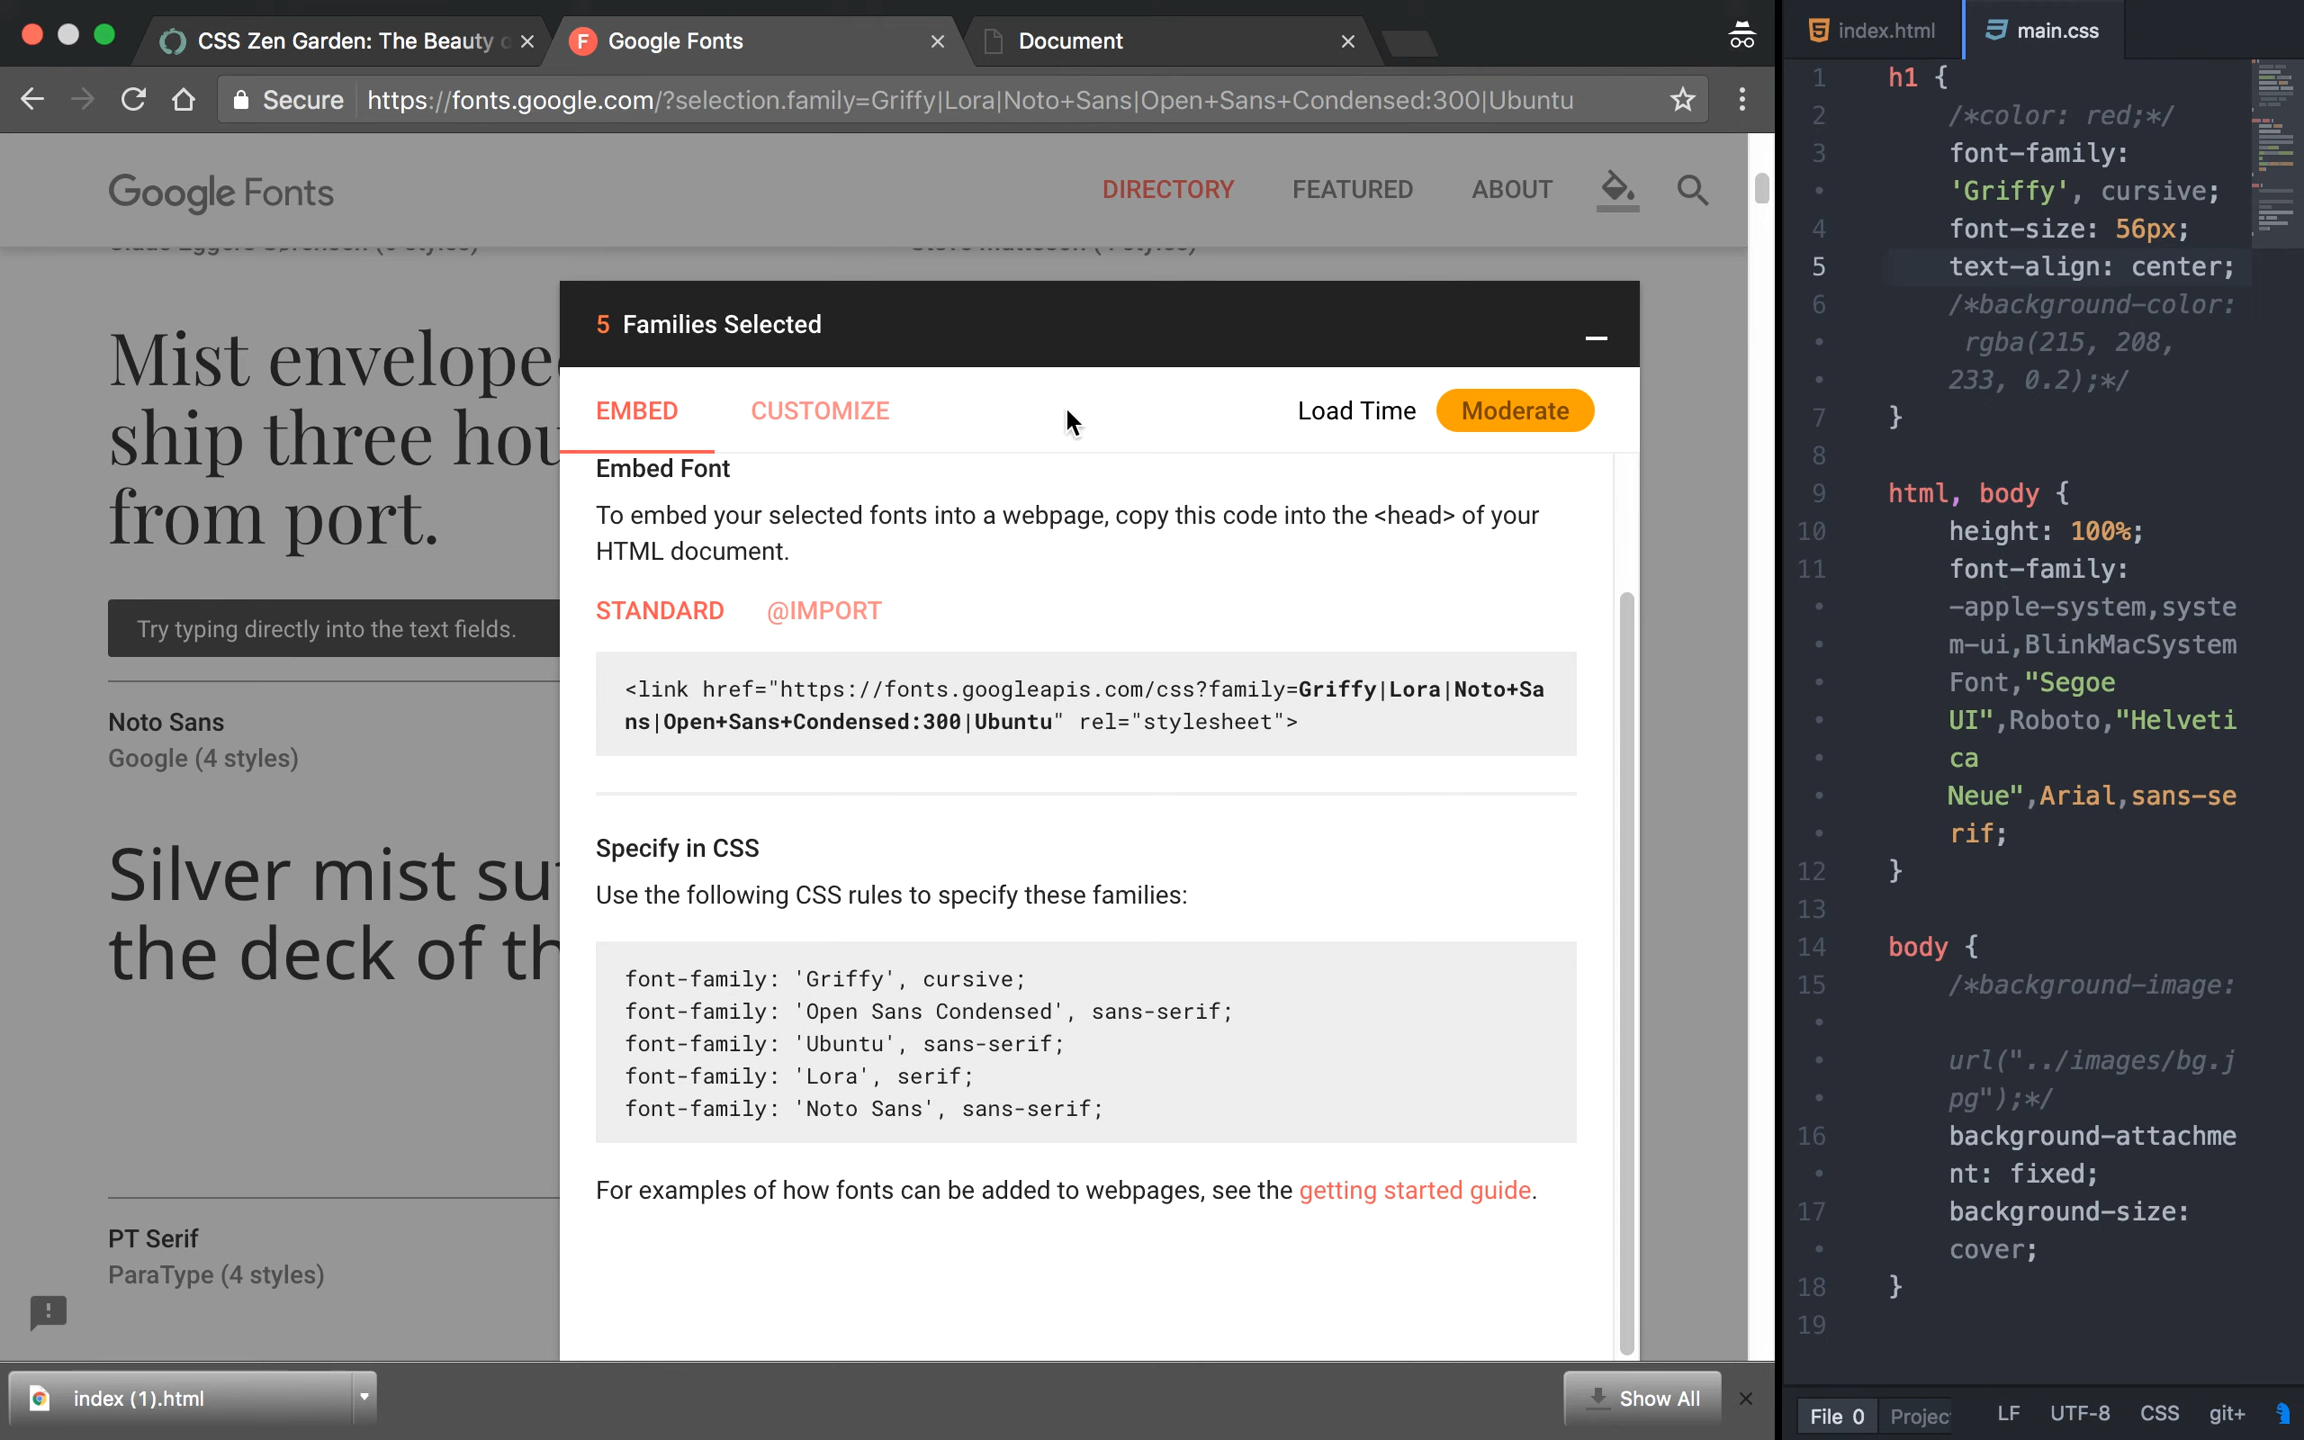 CSS Zen Garden: The Beauty
Google Fonts
Document
Secure
https://fonts.google.com/?selection.family=Griffy|Lora|Noto+Sans|Open+Sans+Condensed:300|Ubuntu
Google Fonts
DIRECTORY
FEATURED
ABOUT
Mist enveloped
ship three hou
from port.
Try typing directly into the text fields.
Noto Sans
Google (4 styles)
Silver mist su
the deck of th
PT Serif
ParaType (4 styles)
5 Families Selected
EMBED
CUSTOMIZE
Load Time
Moderate
Embed Font
To embed your selected fonts into a webpage, copy this code into the <head> of your
HTML document.
STANDARD
@IMPORT
<link href="https://fonts.googleapis.com/css?family=Griffy|Lora|Noto+Sa
ns|Open+Sans+Condensed:300|Ubuntu" rel="stylesheet">
Specify in CSS
Use the following CSS rules to specify these families:
font-family: 'Griffy', cursive;
font-family: 'Open Sans Condensed', sans-serif;
font-family: 'Ubuntu', sans-serif;
font-family: 'Lora', serif;
font-family: 'Noto Sans', sans-serif;
For examples of how fonts can be added to webpages, see the getting started guide.
index (1).html
Show All
index.html
main.css
1 h1 {
2 /*color: red;*/
3 font-family:
'Griffy', cursive;
4 font-size: 56px;
5 text-align: center;
6 /*background-color:
rgba(215, 208,
233, 0.2);*/
7 }
8
9 html, body {
10 height: 100%;
11 font-family:
-apple-system,syste
m-ui,BlinkMacSystem
Font,"Segoe
UI",Roboto,"Helveti
ca
Neue",Arial,sans-se
rif;
12 }
13
14 body {
15 /*background-image:
url("../images/bg.j
pg");*/
16 background-attachme
nt: fixed;
17 background-size:
cover;
18 }
19
File 0
Projec
LF
UTF-8
CSS
git+